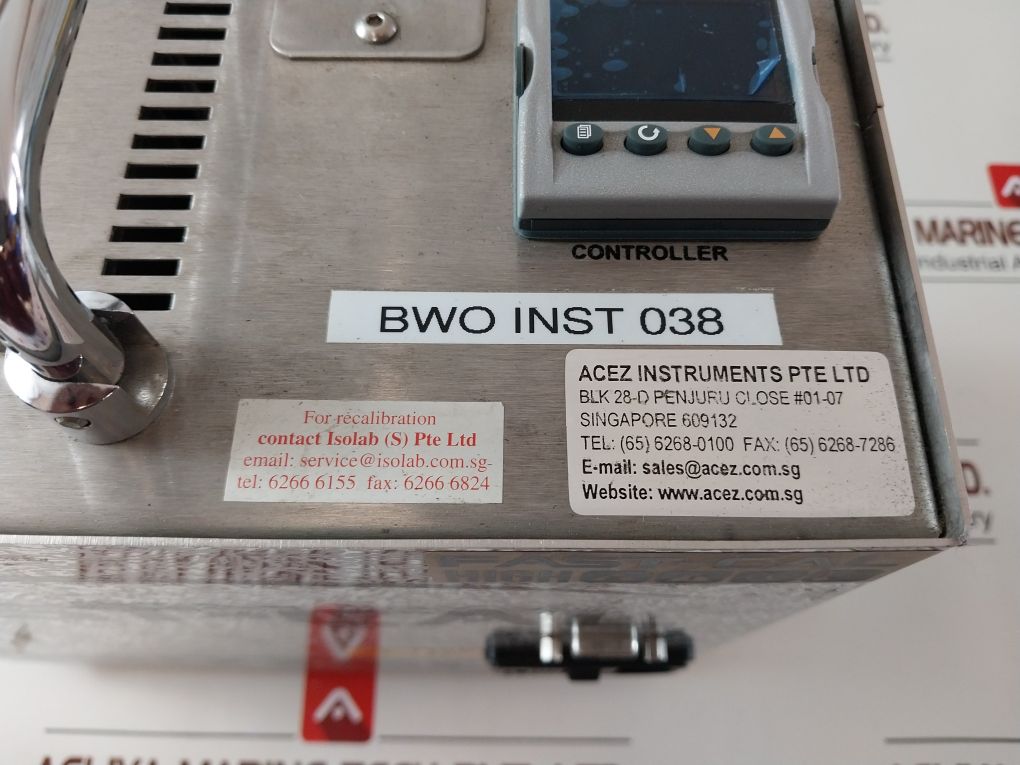 CONTROLLER
BWO INST 038
ACEZ INSTRUMENTS PTE LTD
BLK 28-D PENJURU CLOSE #01-07
SINGAPORE 609132
TEL: (65) 6268-0100 FAX: (65) 6268-7286
E-mail: sales@acez.com.sg
Website: www.acez.com.sg
For recalibration
contact Isolab (S) Pte Ltd
email: service@isolab.com.sg
tel: 6266 6155 fax: 6266 6824
MARINE